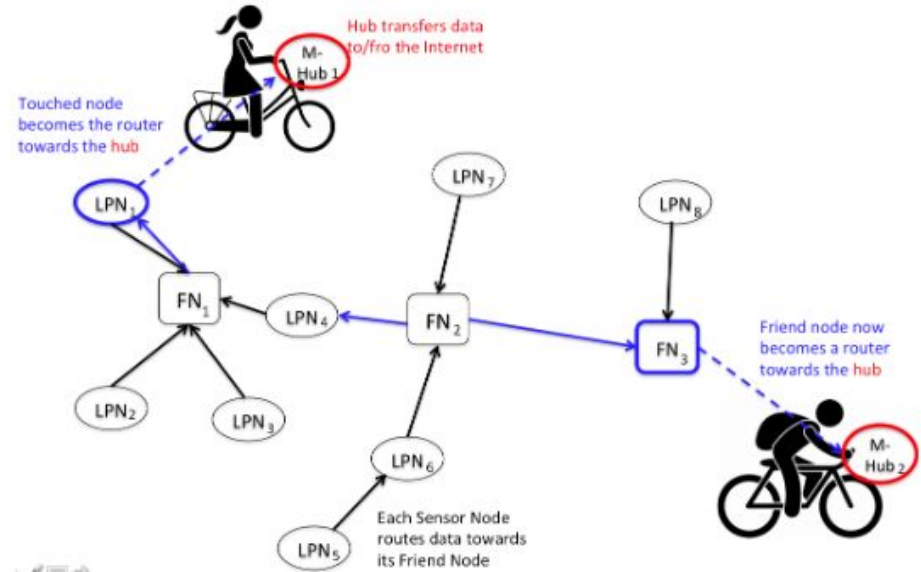 Hub transfers data
to/fro the Internet
M-
Hub 1
Touched node
becomes the router
towards the hub
LPN1
LPN7
LPN8
FN1
LPN4
FN2
FN3
Friend node now
becomes a router
towards the hub
LPN2
LPN3
M-
Hub 2
LPN6
Each Sensor Node
routes data towards
its Friend Node
LPN5